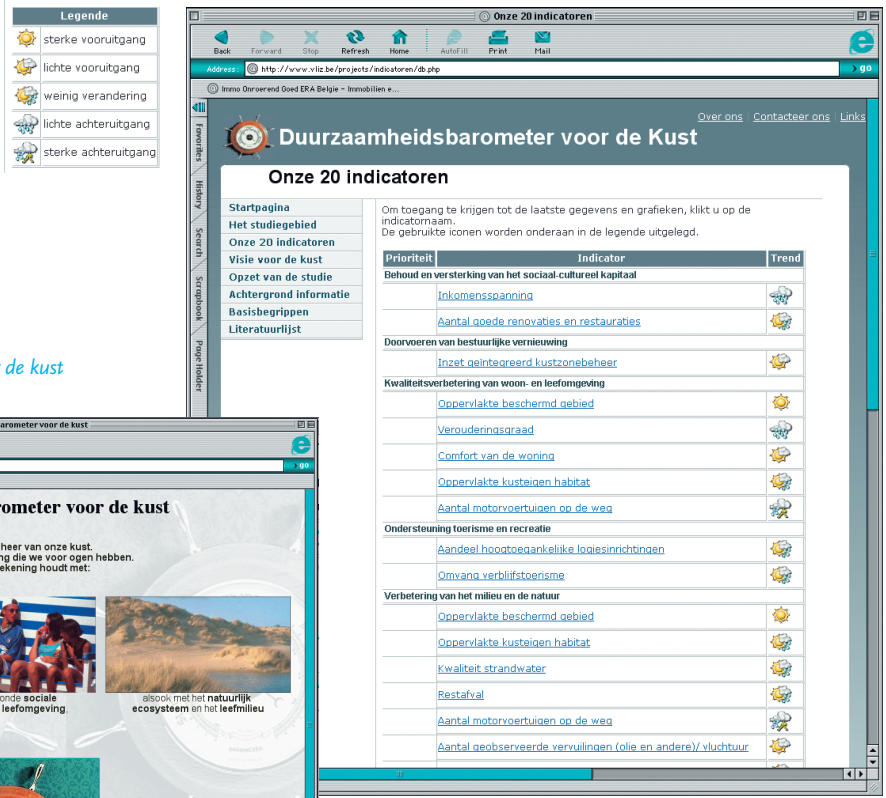 Legende
sterke vooruitgang
lichte vooruitgang
weinig verandering
lichte achteruitgang
sterke achteruitgang
Onze 20 indicatoren
Back Forward Stop Refresh Home AutoFill Print Mail
Address: http://www.vliz.be/projects/indicatoren/db.php go
Immo Onroerend Goed ERA Belgie - Immobilien e...
Favorites
History
Search
Scrapbook
Page Holder
Over ons | Contacteer ons | Links
Duurzaamheidsbarometer voor de Kust
Onze 20 indicatoren
Startpagina
Het studiegebied
Onze 20 indicatoren
Visie voor de kust
Opzet van de studie
Achtergrond informatie
Basisbegrippen
Literatuurlijst
Om toegang te krijgen tot de laatste gegevens en grafieken, klikt u op de
indicatornaam.
De gebruikte iconen worden onderaan in de legende uitgelegd.
Prioriteit Indicator Trend
Behoud en versterking van het sociaal-cultureel kapitaal
Inkomensspanning
Aantal goede renovaties en restauraties
Doorvoeren van bestuurlijke vernieuwing
Inzet geïntegreerd kustzonebeheer
Kwaliteitsverbetering van woon- en leefomgeving
Oppervlakte beschermd gebied
Verouderingsgraad
Comfort van de woning
Oppervlakte kusteigen habitat
Aantal motorvoertuigen op de weg
Ondersteuning toerisme en recreatie
Aandeel hoogtoegankelijke logiesinrichtingen
Omvang verblijfstoerisme
Verbetering van het milieu en de natuur
Oppervlakte beschermd gebied
Oppervlakte kusteigen habitat
Kwaliteit strandwater
Restafval
Aantal motorvoertuigen op de weg
Aantal geobserveerde vervuilingen (olie en andere)/ vluchtuur
de kust
arometer voor de kust
go
rometer voor de kust
heer van onze kust.
ng die we voor ogen hebben.
ekening houdt met:
onde sociale
leefomgeving,
alsook met het natuurlijk
ecosysteem en het leefmilieu